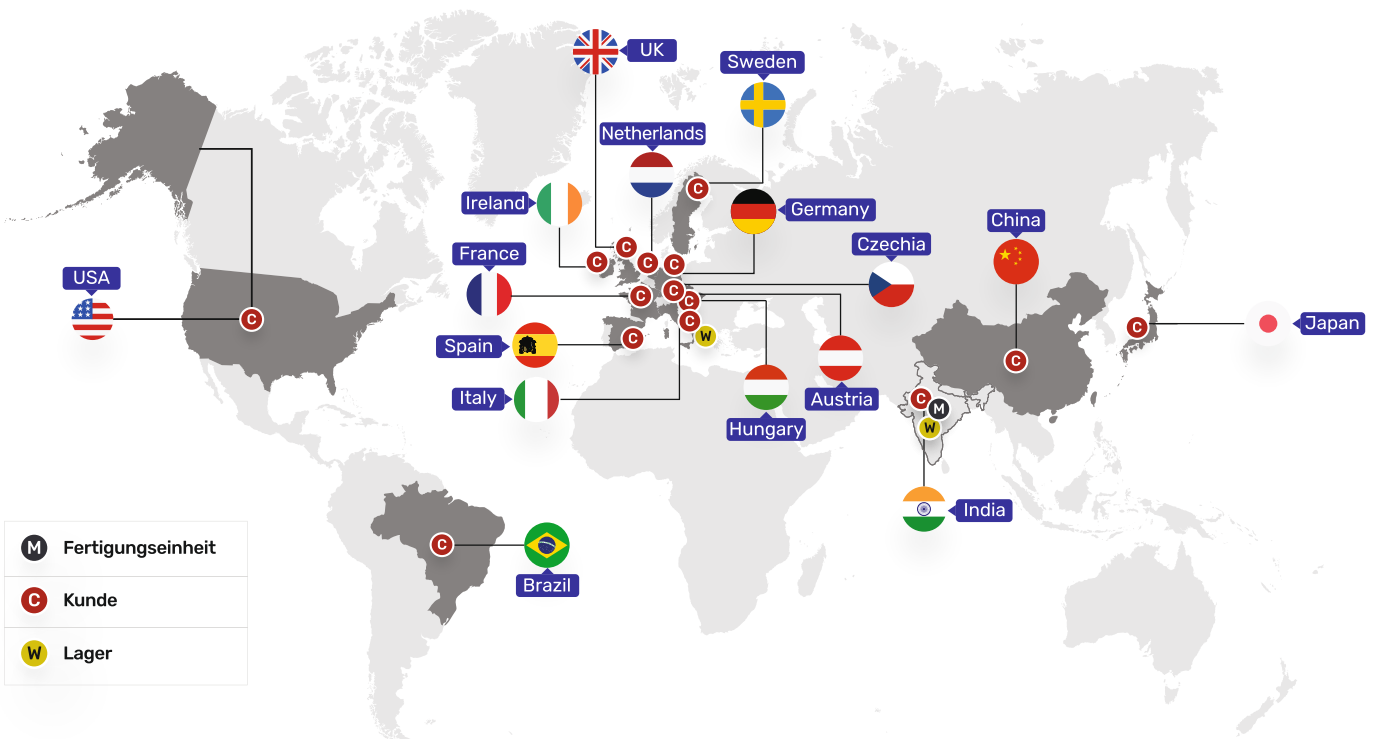 UK
Sweden
Netherlands
Ireland
Germany
China
Czechia
France
USA
Japan
Spain
Italy
Austria
Hungary
India
Brazil
C
C
C
C
C
C
C
C
C
C
C
C
W
C
C
C
M
W
C
M Fertigungseinheit
C Kunde
W Lager